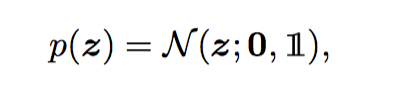 p(𝒛) = 𝒩(𝒛; 𝟎, 𝟙),